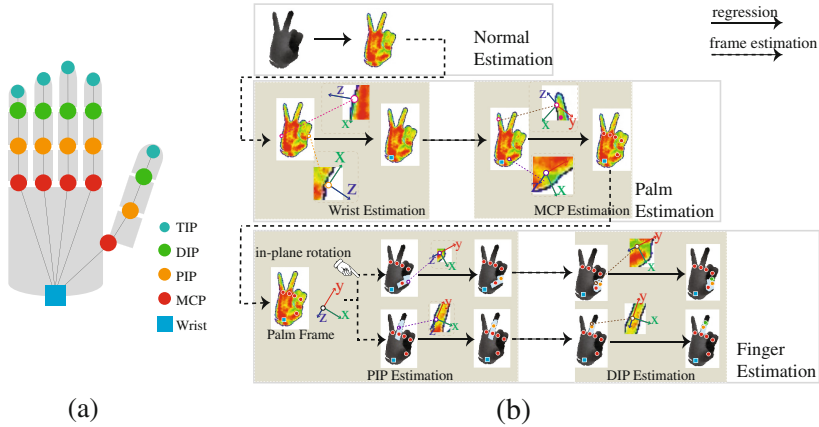 TIP
DIP
PIP
MCP
Wrist
(a)
regression
frame estimation
Normal
Estimation
z
x
x
z
Wrist Estimation
z
x
y
z
x
MCP Estimation
Palm
Estimation
in-plane rotation
y
x
z
Palm Frame
y
x
y
x
PIP Estimation
y
x
y
x
DIP Estimation
Finger
Estimation
(b)